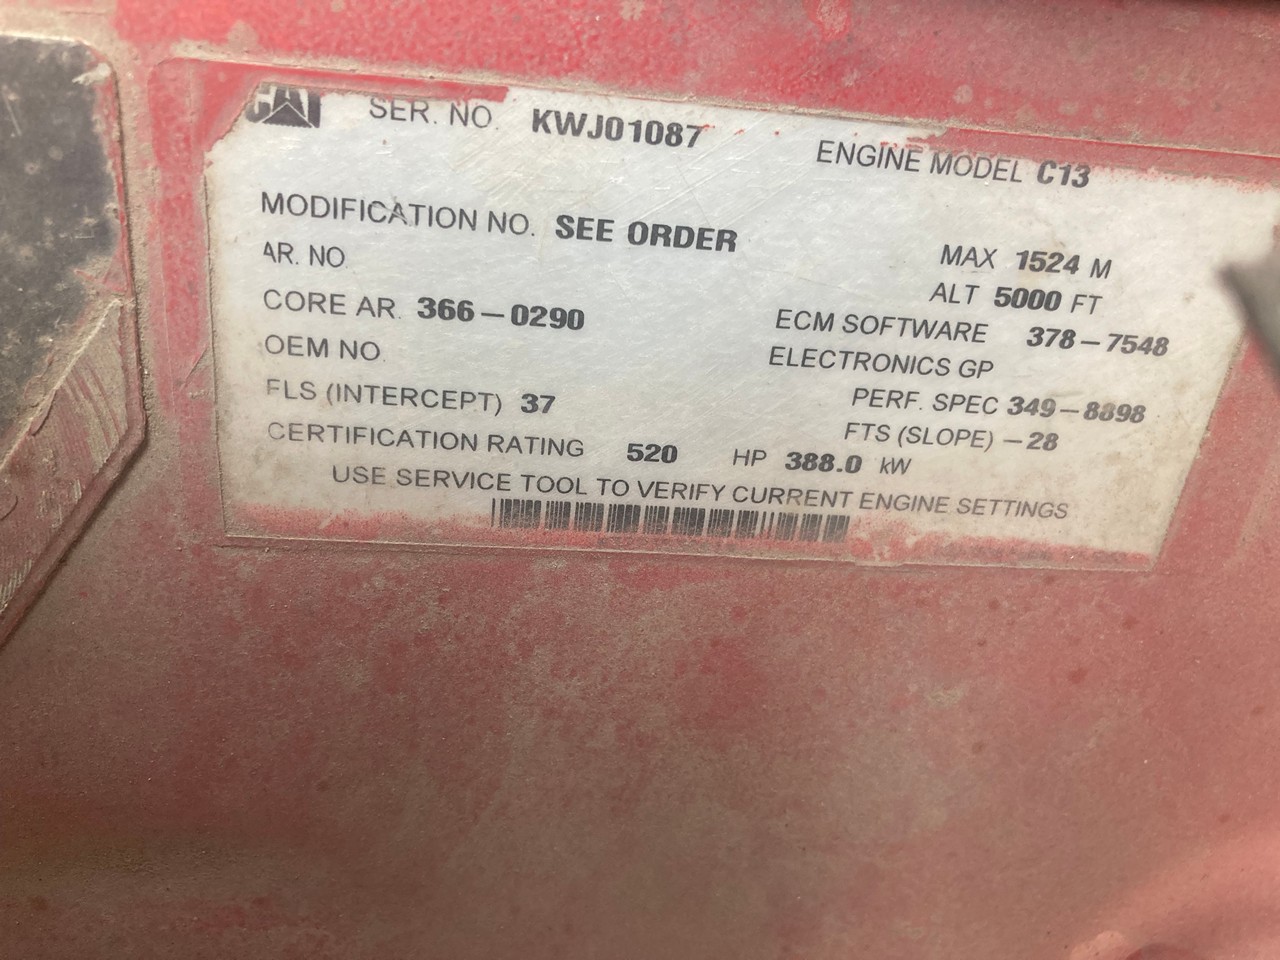 CAT SER. NO. KWJ01087 ENGINE MODEL C13
MODIFICATION NO. SEE ORDER MAX 1524 M
AR. NO. ALT 5000 FT
CORE AR. 366-0290 ECM SOFTWARE 378-7548
OEM NO. ELECTRONICS GP
FLS (INTERCEPT) 37 PERF. SPEC 349-8898
FTS (SLOPE) -28
CERTIFICATION RATING 520 HP 388.0 kW
USE SERVICE TOOL TO VERIFY CURRENT ENGINE SETTINGS